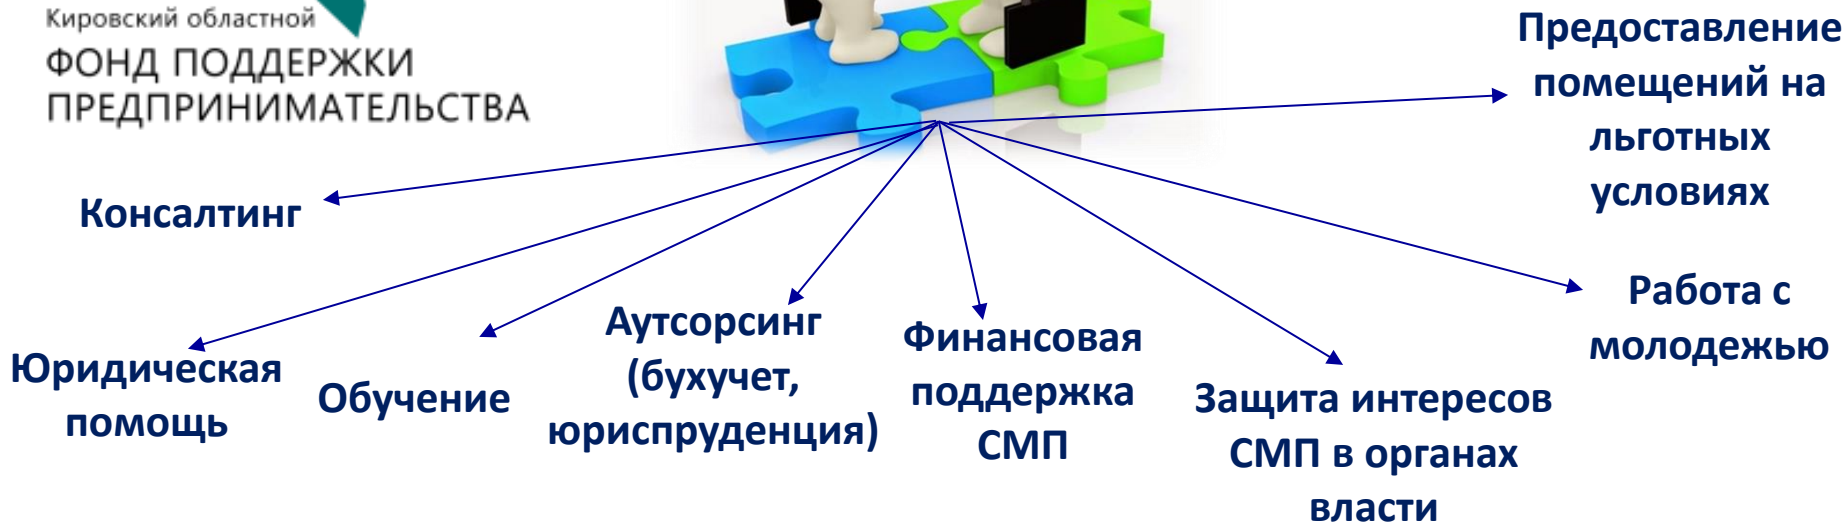 Кировский областной
ФОНД ПОДДЕРЖКИ
ПРЕДПРИНИМАТЕЛЬСТВА
Предоставление
помещений на
льготных
условиях
Консалтинг
Юридическая
помощь
Обучение
Аутсорсинг
(бухучет,
юриспруденция)
Финансовая
поддержка
СМП
Защита интересов
СМП в органах
власти
Работа с
молодежью